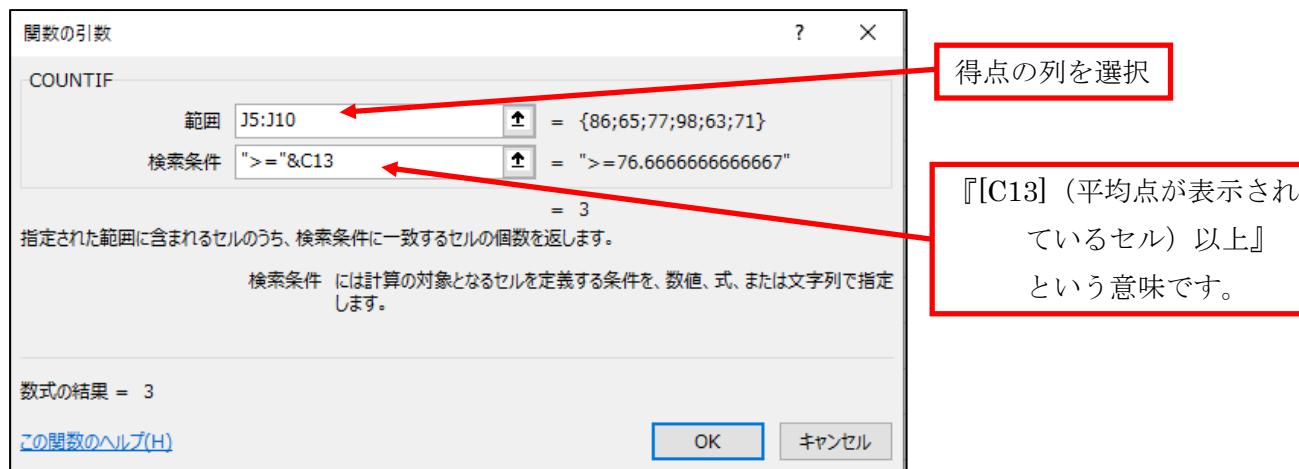 関数の引数 ? ×
COUNTIF
範囲 J5:J10 = {86;65;77;98;63;71}
検索条件 ">="&C13 = ">=76.6666666666667"
= 3
指定された範囲に含まれるセルのうち、検索条件に一致するセルの個数を返します。
検索条件 には計算の対象となるセルを定義する条件を、数値、式、または文字列で指定
します。
数式の結果 = 3
この関数のヘルプ(H)
OK キャンセル
得点の列を選択
『[C13]（平均点が表示され
ているセル）以上』
という意味です。